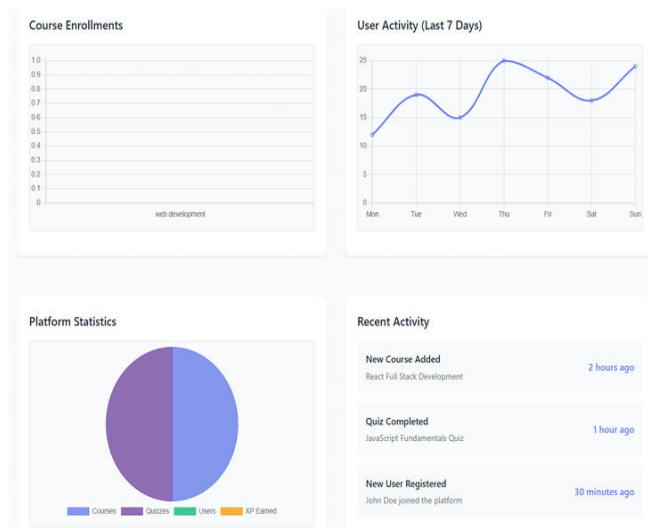 Course Enrollments
1.0
0.9
0.8
0.7
0.6
0.5
0.4
0.3
0.2
0.1
0
web development
User Activity (Last 7 Days)
25
20
15
10
5
0
Mon Tue Wed Thu Fri Sat Sun
Platform Statistics
Courses Quizzes Users XP Earned
Recent Activity
New Course Added
React Full Stack Development
2 hours ago
Quiz Completed
JavaScript Fundamentals Quiz
1 hour ago
New User Registered
John Doe joined the platform
30 minutes ago